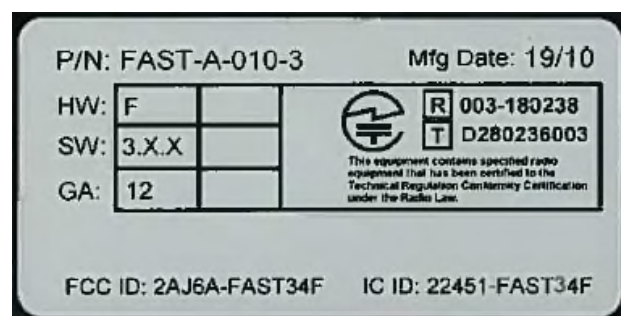 P/N: FAST-A-010-3 Mfg Date: 19/10
HW: F
R 003-180238
SW: 3.X.X
T D280236003
This equipment contains specified radio
equipment that has been certified to the
Technical Regulation Conformity Certification
under the Radio Law.
GA: 12
FCC ID: 2AJ6A-FAST34F IC ID: 22451-FAST34F